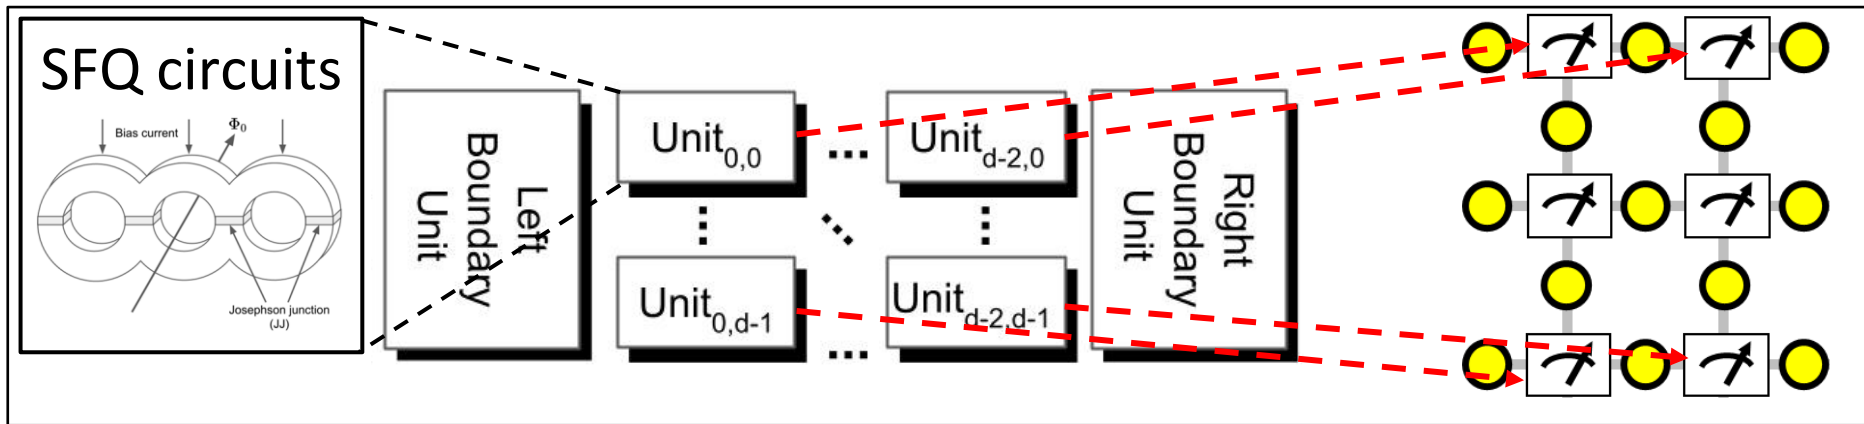 SFQ circuits
Bias current
Φ0
Josephson junction
(JJ)
Left
Boundary
Unit
Unit0,0
...
Unitd-2,0
Unit0,d-1
...
Unitd-2,d-1
Right
Boundary
Unit